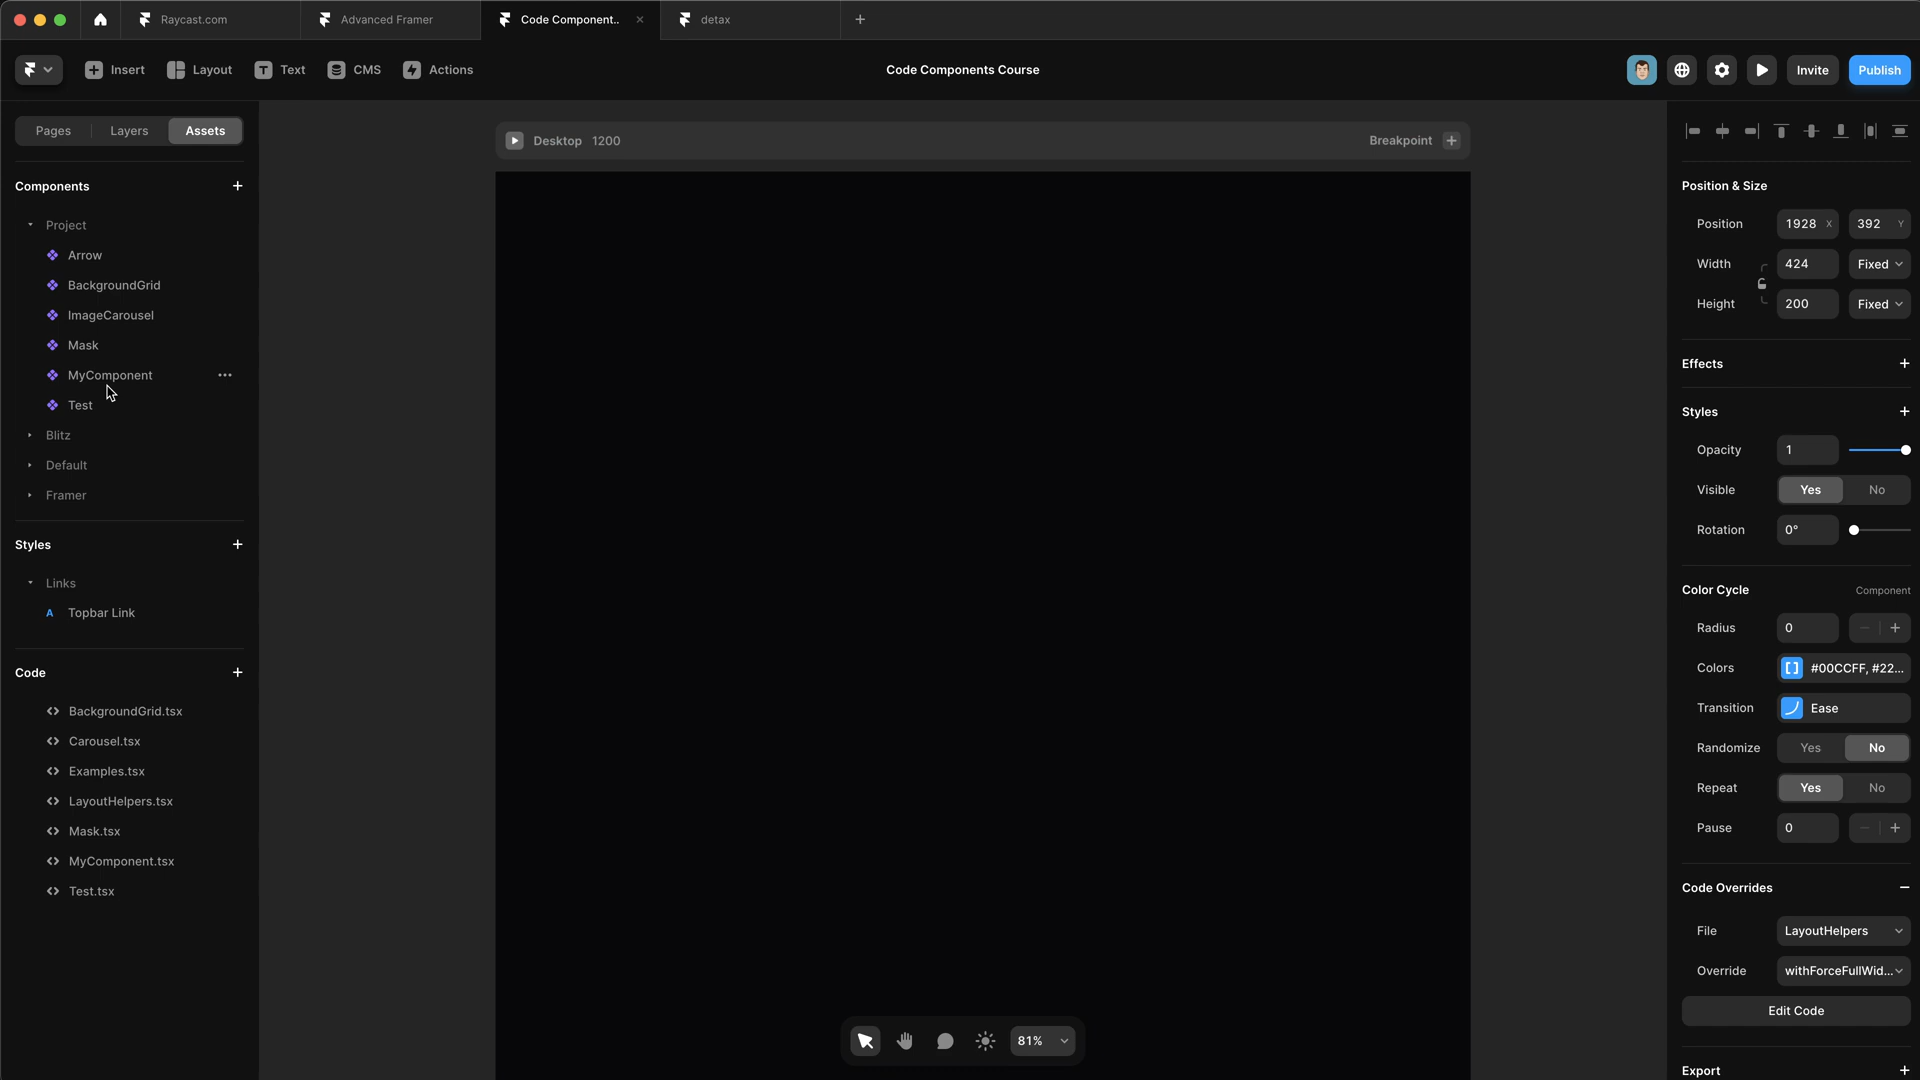 Raycast.com
Advanced Framer
Code Component..
detax
Insert
Layout
Text
CMS
Actions
Code Components Course
Invite
Publish
Pages
Layers
Assets
Desktop 1200
Breakpoint
Components
Project
Arrow
BackgroundGrid
ImageCarousel
Mask
MyComponent
Test
Blitz
Default
Framer
Styles
Links
A Topbar Link
Code
BackgroundGrid.tsx
Carousel.tsx
Examples.tsx
LayoutHelpers.tsx
Mask.tsx
MyComponent.tsx
Test.tsx
81%
Position & Size
Position 1928 X 392 Y
Width 424 Fixed
Height 200 Fixed
Effects
Styles
Opacity 1
Visible Yes No
Rotation 0°
Color Cycle Component
Radius 0
Colors #00CCFF, #22...
Transition Ease
Randomize Yes No
Repeat Yes No
Pause 0
Code Overrides
File LayoutHelpers
Override withForceFullWid...
Edit Code
Export